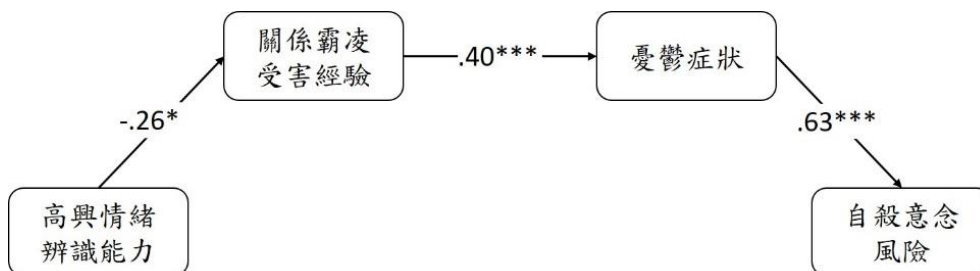 關係霸凌
受害經驗
.40***
憂鬱症狀
-.26*
.63***
高興情緒
辨識能力
自殺意念
風險